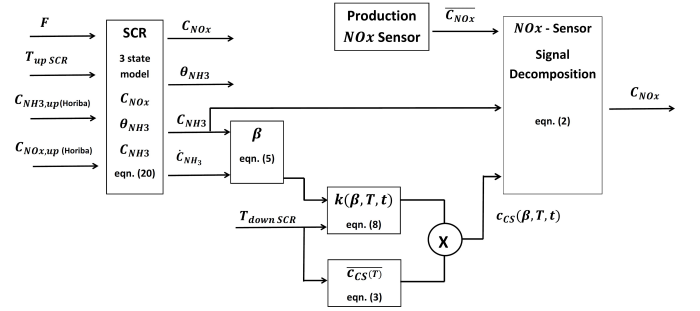 F
T_up SCR
C_NH3,up(Horiba)
C_NOx,up (Horiba)
SCR
3 state
model
C_NOx
θ_NH3
C_NH3
eqn. (20)
C_NOx
θ_NH3
C_NH3
Ċ_NH₃
β
eqn. (5)
T_down SCR
k(β, T, t)
eqn. (8)
c̅_CS(T)
eqn. (3)
X
c_CS(β, T, t)
Production
NOx Sensor
C̅_NOx
NOx - Sensor
Signal
Decomposition
eqn. (2)
C_NOx